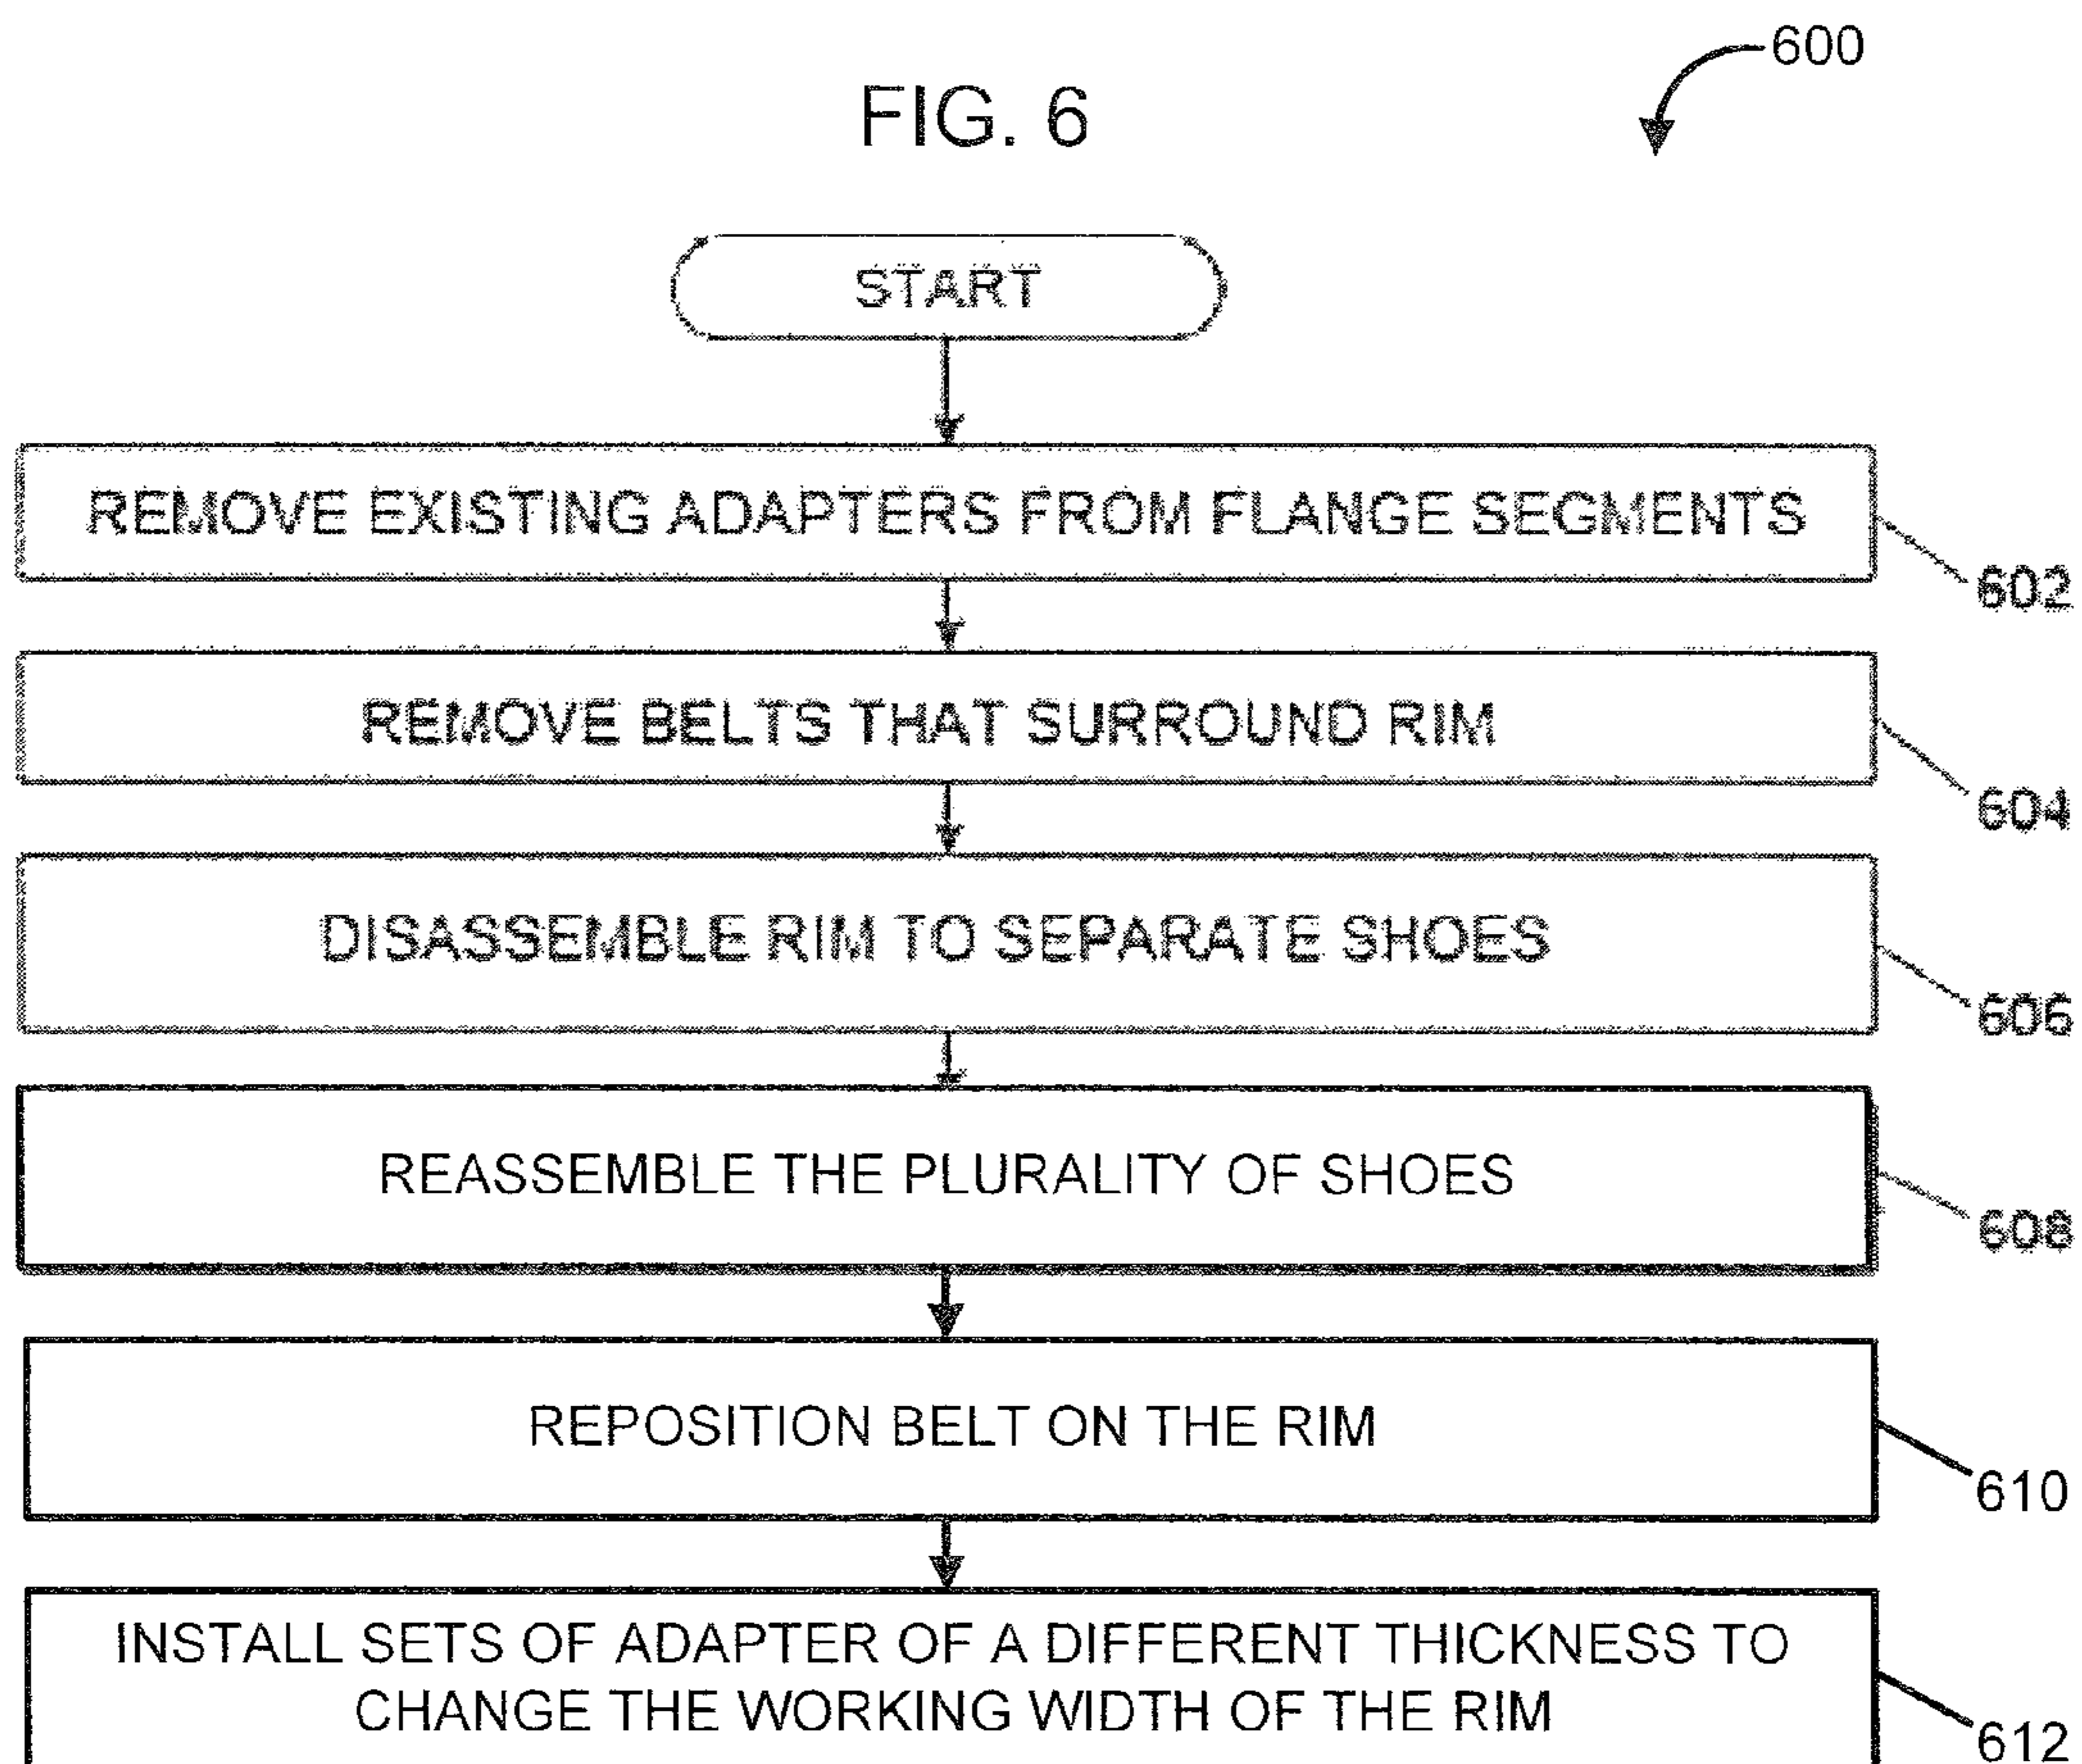 600
FIG. 6
START
REMOVE EXISTING ADAPTERS FROM FLANGE SEGMENTS
602
REMOVE BELTS THAT SURROUND RIM
604
DISASSEMBLE RIM TO SEPARATE SHOES
606
REASSEMBLE THE PLURALITY OF SHOES
608
REPOSITION BELT ON THE RIM
610
INSTALL SETS OF ADAPTER OF A DIFFERENT THICKNESS TO
CHANGE THE WORKING WIDTH OF THE RIM
612